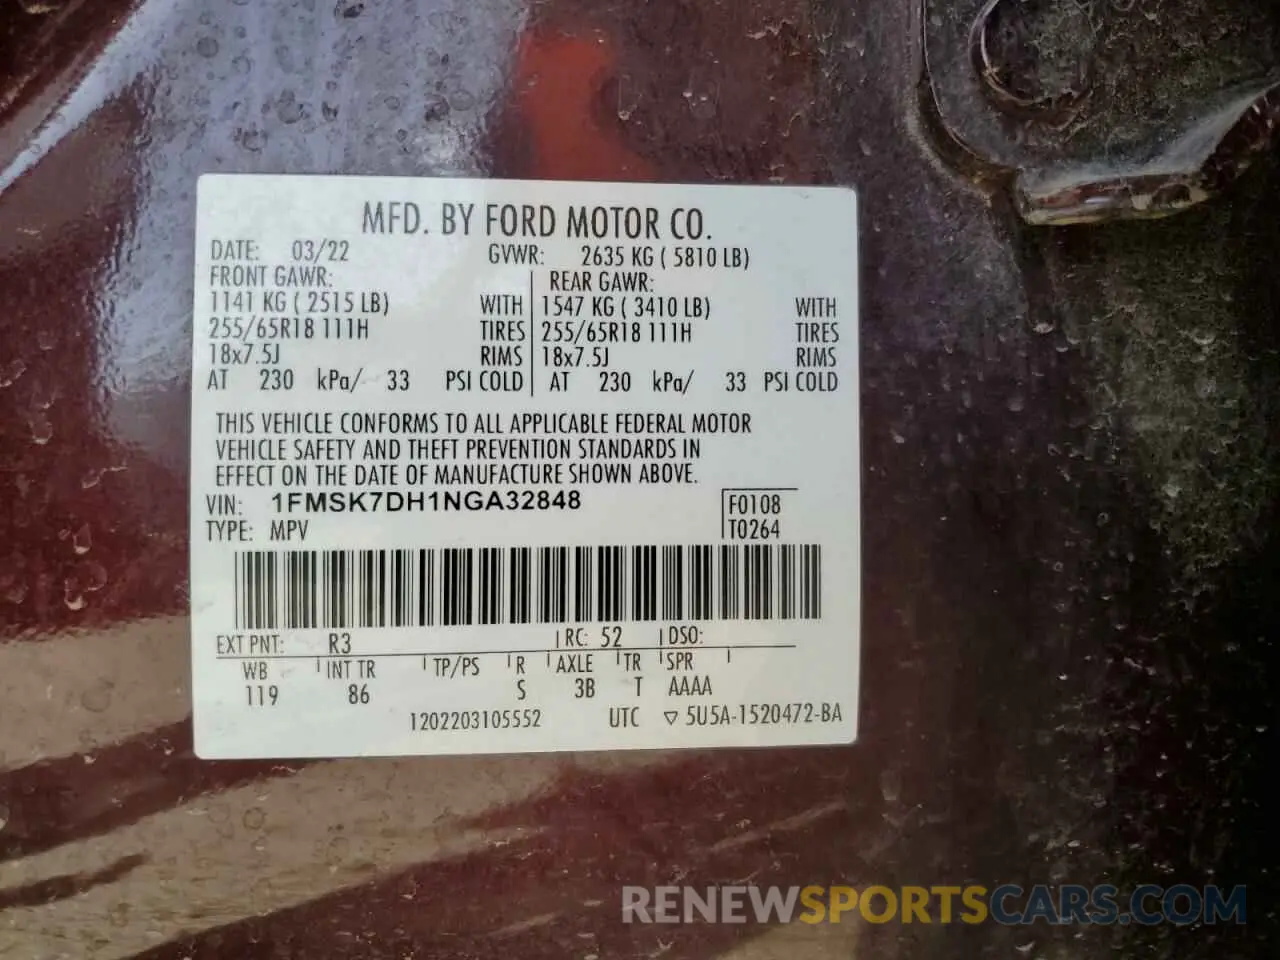 MFD. BY FORD MOTOR CO.
DATE: 03/22 GVWR: 2635 KG ( 5810 LB)
FRONT GAWR: REAR GAWR:
1141 KG ( 2515 LB) WITH 1547 KG ( 3410 LB) WITH
255/65R18 111H TIRES 255/65R18 111H TIRES
18x7.5J RIMS 18x7.5J RIMS
AT 230 kPa/ 33 PSI COLD AT 230 kPa/ 33 PSI COLD
THIS VEHICLE CONFORMS TO ALL APPLICABLE FEDERAL MOTOR
VEHICLE SAFETY AND THEFT PREVENTION STANDARDS IN
EFFECT ON THE DATE OF MANUFACTURE SHOWN ABOVE.
VIN: 1FMSK7DH1NGA32848 F0108
TYPE: MPV T0264
EXT PNT: R3 RC: 52 DSO:
WB INT TR TP/PS R AXLE TR SPR
119 86 S 3B T AAAA
1202203105552 UTC ▽ 5U5A-1520472-BA
RENEWSPORTSCARS.COM